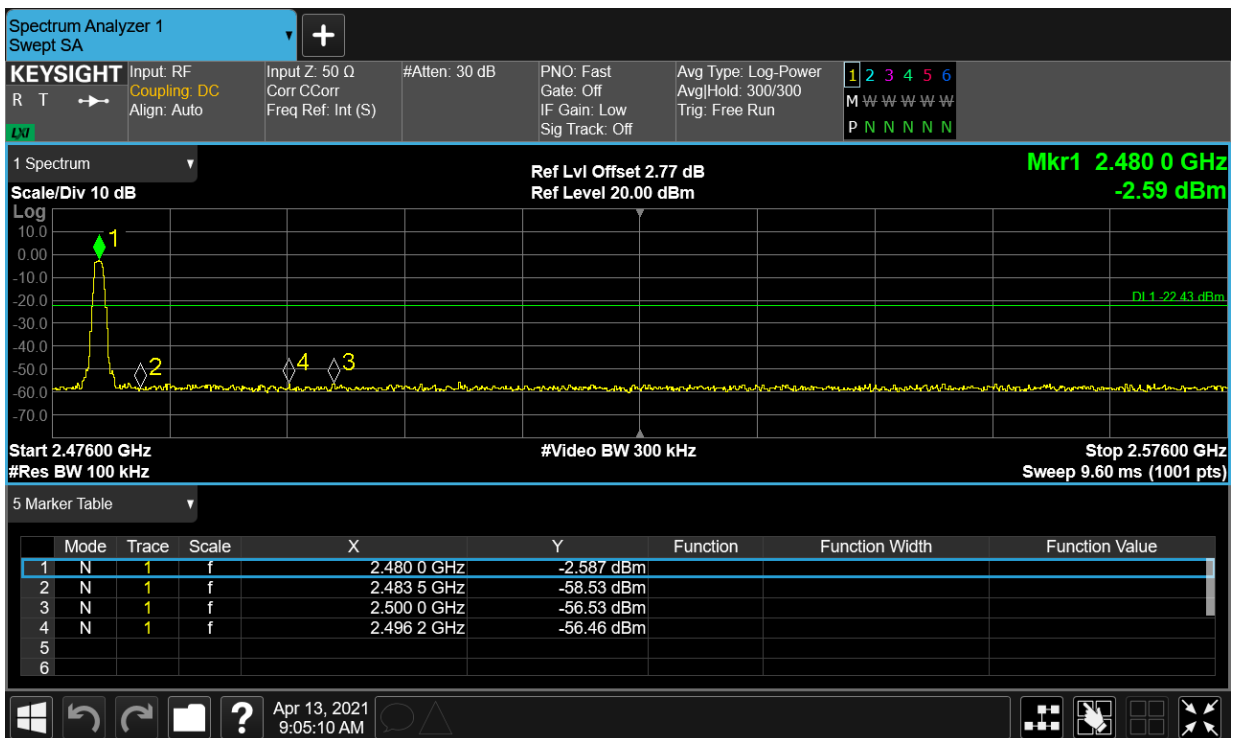 Spectrum Analyzer 1
Swept SA
KEYSIGHT
R T
LXI
Input: RF
Coupling: DC
Align: Auto
Input Z: 50 Ω
Corr CCorr
Freq Ref: Int (S)
#Atten: 30 dB
PNO: Fast
Gate: Off
IF Gain: Low
Sig Track: Off
Avg Type: Log-Power
Avg|Hold: 300/300
Trig: Free Run
1 2 3 4 5 6
M W W W W W
P N N N N N
1 Spectrum
Scale/Div 10 dB
Ref Lvl Offset 2.77 dB
Ref Level 20.00 dBm
Mkr1 2.480 0 GHz
-2.59 dBm
Log
10.0
0.00
-10.0
-20.0
-30.0
-40.0
-50.0
-60.0
-70.0
1
2
4
3
DL1 -22.43 dBm
Start 2.47600 GHz
#Res BW 100 kHz
#Video BW 300 kHz
Stop 2.57600 GHz
Sweep 9.60 ms (1001 pts)
5 Marker Table
Mode Trace Scale X Y Function Function Width Function Value
1 N 1 f 2.480 0 GHz -2.587 dBm
2 N 1 f 2.483 5 GHz -58.53 dBm
3 N 1 f 2.500 0 GHz -56.53 dBm
4 N 1 f 2.496 2 GHz -56.46 dBm
5
6
?
Apr 13, 2021
9:05:10 AM